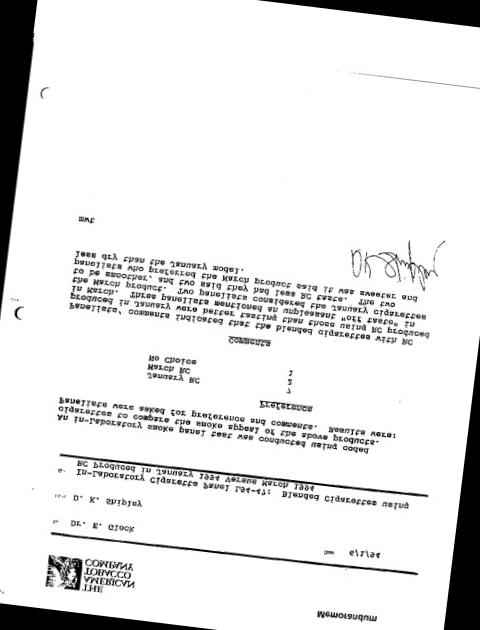 Memorandum
THE
AMERICAN
TOBACCO
COMPANY
Dr. E. Glock
Date 6/1/94
D. K. Shipley
In-Laboratory Cigarette Panel L94-47: Blended Cigarettes using
RC Produced in January 1994 Versus March 1994
An in-Laboratory smoke panel test was conducted using coded
cigarettes to compare the smoke appeal of the above products.
Panelists were asked for preference and comments. Results were:
Preference
January RC 7
March RC 2
No Choice 1
Comments
Panelists' comments indicated that the blended cigarettes with RC
produced in January were better tasting than those using RC produced
in March. Three panelists mentioned an unpleasant "off taste" in
the March product. Two panelists considered the January cigarettes
to be smoother, and two said they had less RC taste. The two
panelists who preferred the March product said it was sweeter and
less dry than the January model.
mvt